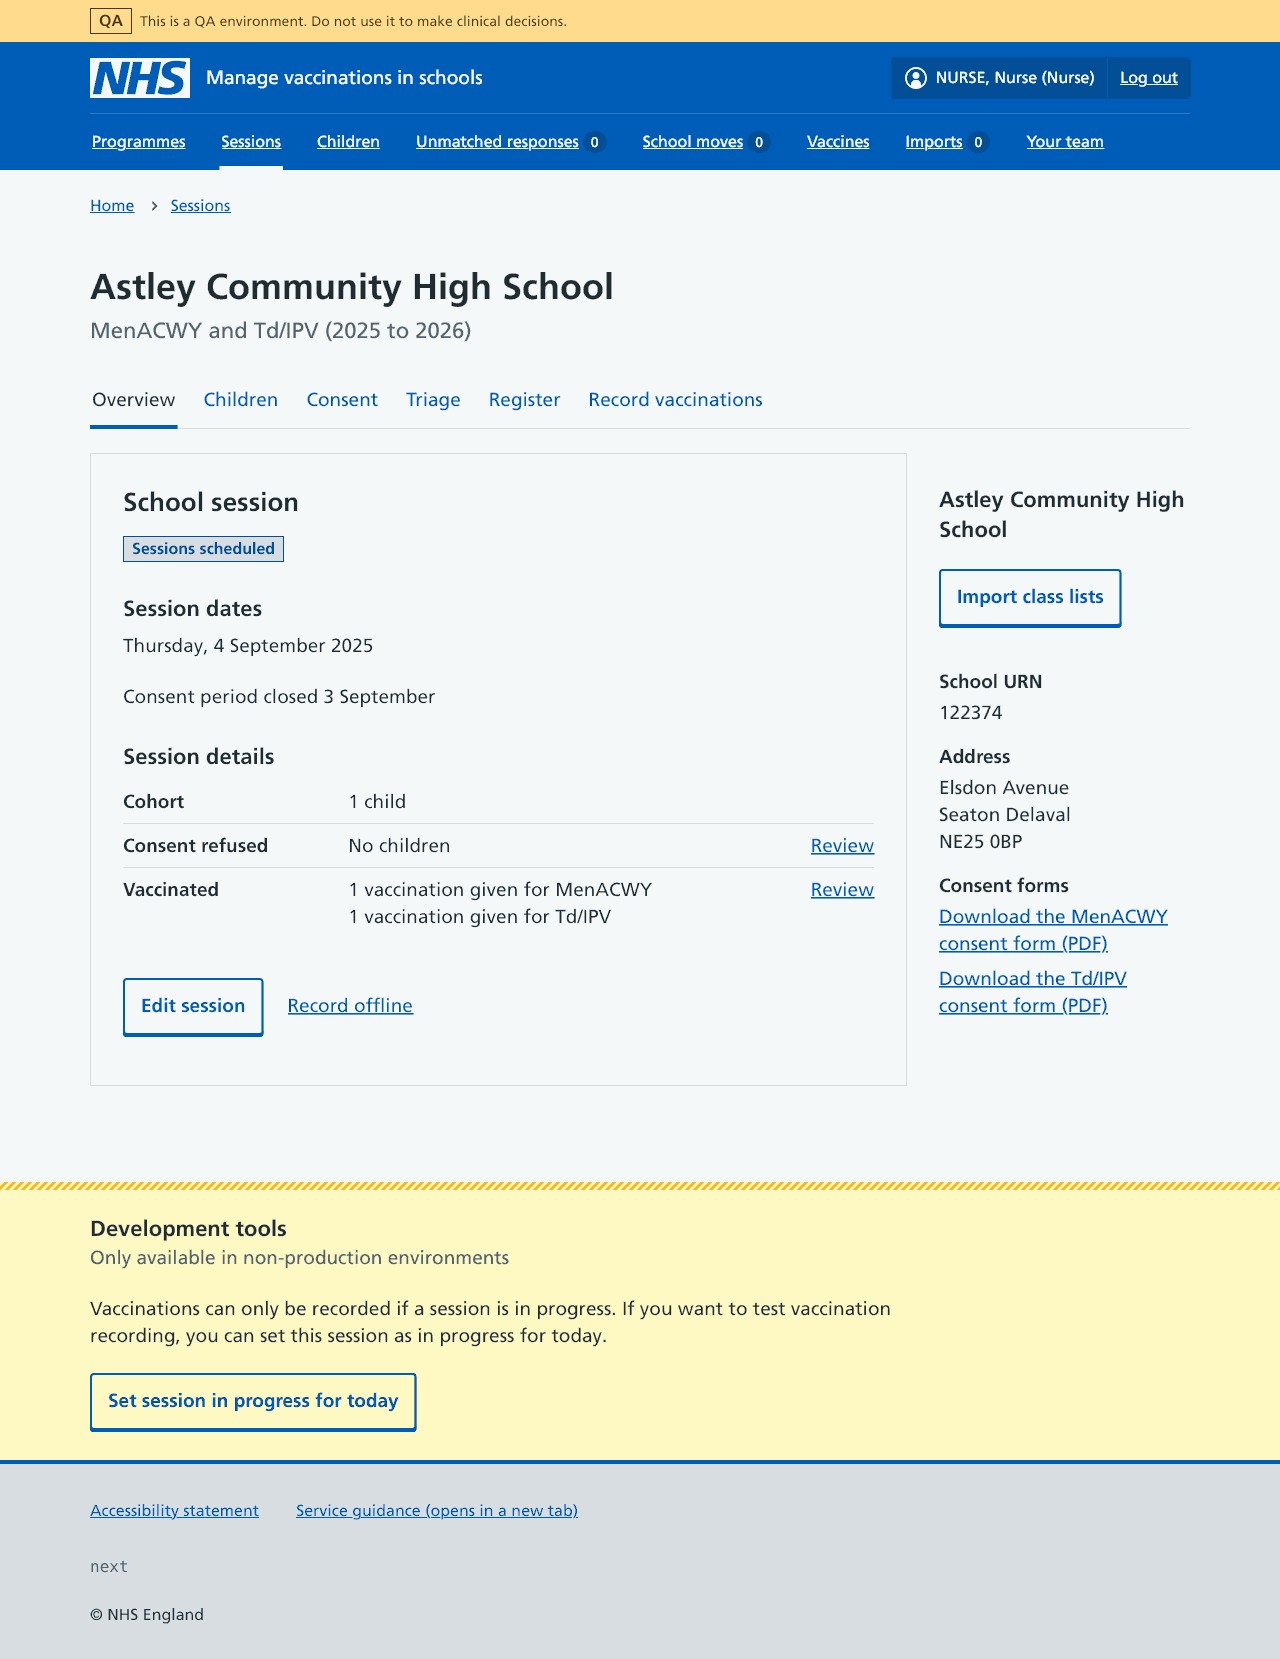 QA This is a QA environment. Do not use it to make clinical decisions.
NHS Manage vaccinations in schools NURSE, Nurse (Nurse) Log out
Programmes Sessions Children Unmatched responses 0 School moves 0 Vaccines Imports 0 Your team
Home Sessions
Astley Community High School
MenACWY and Td/IPV (2025 to 2026)
Overview Children Consent Triage Register Record vaccinations
School session
Sessions scheduled
Session dates
Thursday, 4 September 2025
Consent period closed 3 September
Session details
Cohort 1 child
Consent refused No children Review
Vaccinated 1 vaccination given for MenACWY Review
1 vaccination given for Td/IPV
Edit session Record offline
Astley Community High
School
Import class lists
School URN
122374
Address
Elsdon Avenue
Seaton Delaval
NE25 0BP
Consent forms
Download the MenACWY
consent form (PDF)
Download the Td/IPV
consent form (PDF)
Development tools
Only available in non-production environments
Vaccinations can only be recorded if a session is in progress. If you want to test vaccination
recording, you can set this session as in progress for today.
Set session in progress for today
Accessibility statement Service guidance (opens in a new tab)
next
© NHS England